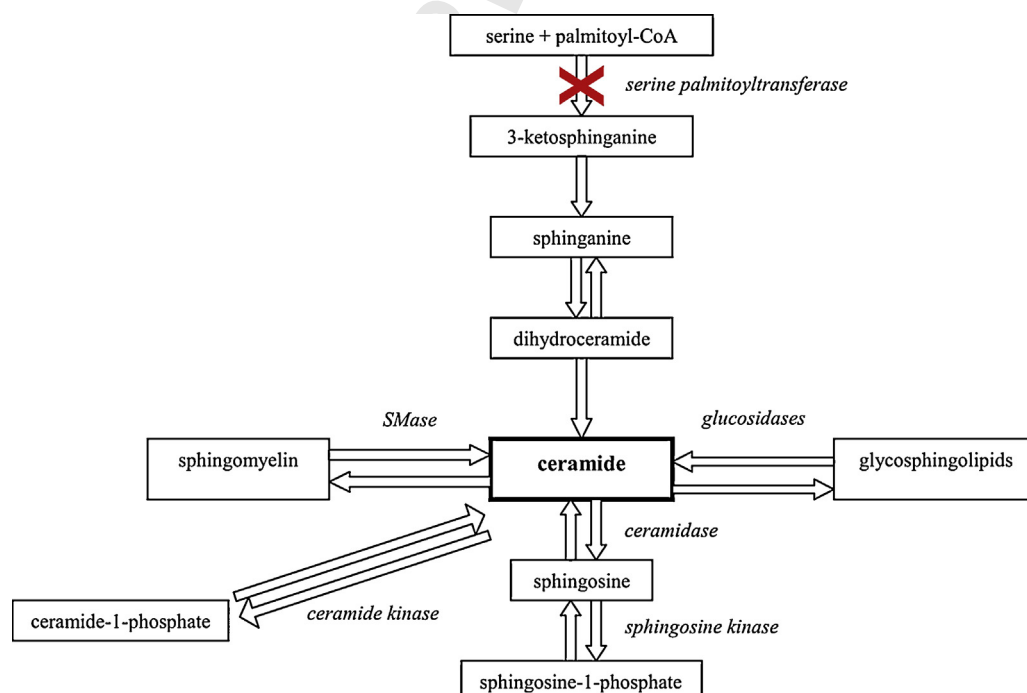 serine + palmitoyl-CoA
serine palmitoyltransferase
3-ketosphinganine
sphinganine
dihydroceramide
SMase
glucosidases
sphingomyelin
ceramide
glycosphingolipids
ceramidase
sphingosine
ceramide-1-phosphate
ceramide kinase
sphingosine kinase
sphingosine-1-phosphate